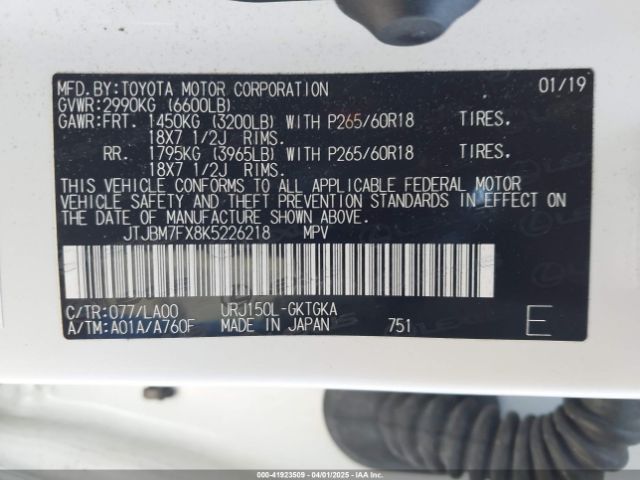 MFD.BY:TOYOTA MOTOR CORPORATION 01/19
GVWR:2990KG (6600LB)
GAWR:FRT. 1450KG (3200LB) WITH P265/60R18 TIRES.
18X7 1/2J RIMS.
RR. 1795KG (3965LB) WITH P265/60R18 TIRES.
18X7 1/2J RIMS.
THIS VEHICLE CONFORMS TO ALL APPLICABLE FEDERAL MOTOR
VEHICLE SAFETY AND THEFT PREVENTION STANDARDS IN EFFECT ON
THE DATE OF MANUFACTURE SHOWN ABOVE.
JTJBM7FX8K5226218 MPV
C/TR:077/LA00 URJ150L-GKTGKA
A/TM:A01A/A760F MADE IN JAPAN 751 E
000-41923509 04/01/2025 - IAAI.COM